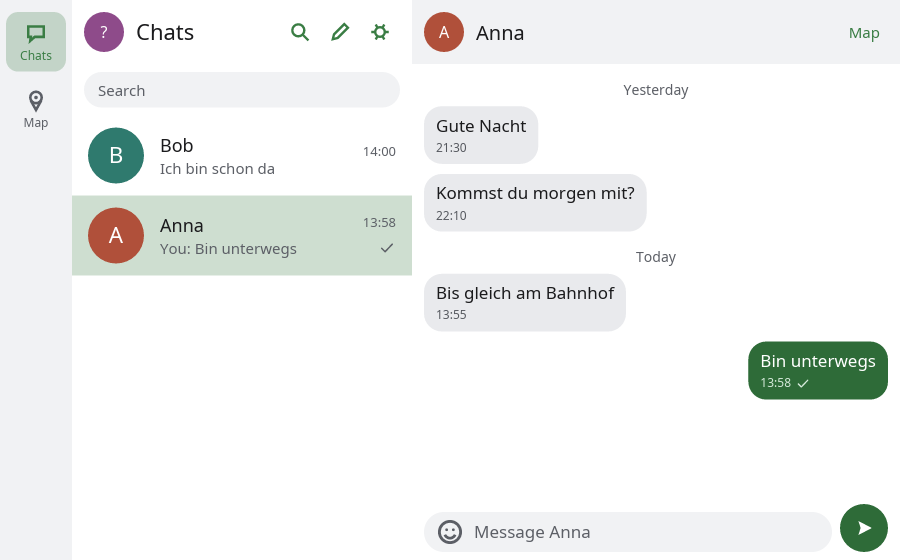 Chats
Map
?
Chats
Search
B
Bob
14:00
Ich bin schon da
A
Anna
13:58
You: Bin unterwegs
A
Anna
Map
Yesterday
Gute Nacht
21:30
Kommst du morgen mit?
22:10
Today
Bis gleich am Bahnhof
13:55
Bin unterwegs
13:58
Message Anna